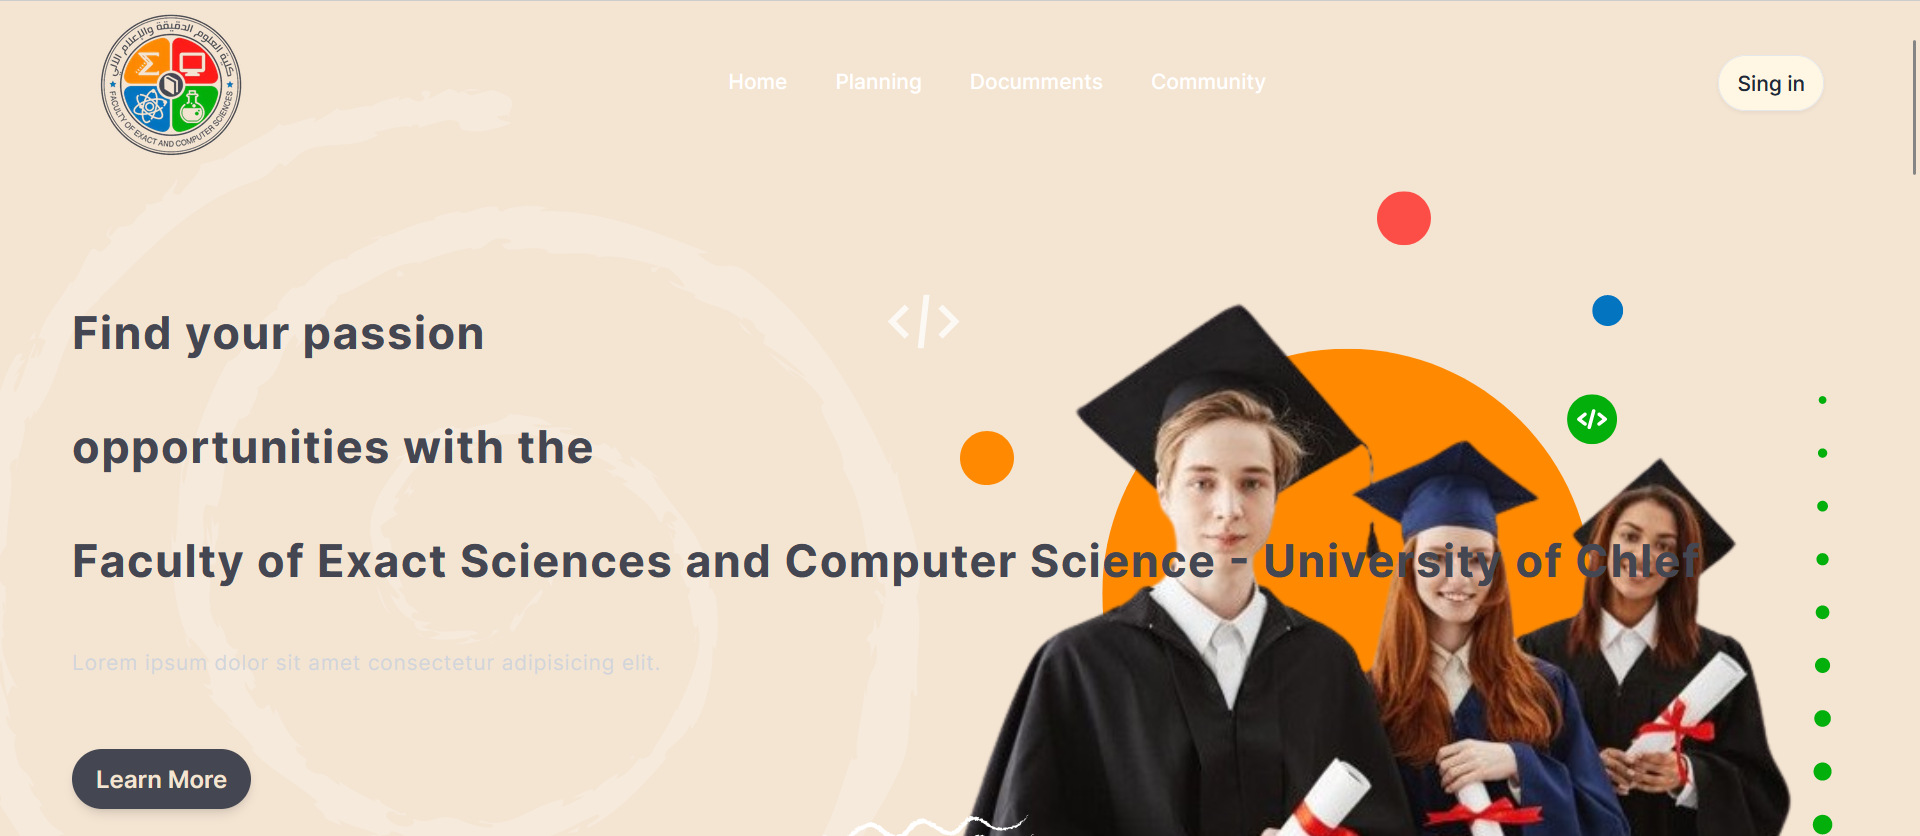 كلية العلوم الدقيقة والإعلام الآلي
FACULTY OF EXACT AND COMPUTER SCIENCES
Home Planning Documments Community
Sing in
Find your passion
opportunities with the
Faculty of Exact Sciences and Computer Science - University of Chlef
Lorem ipsum dolor sit amet consectetur adipisicing elit.
Learn More